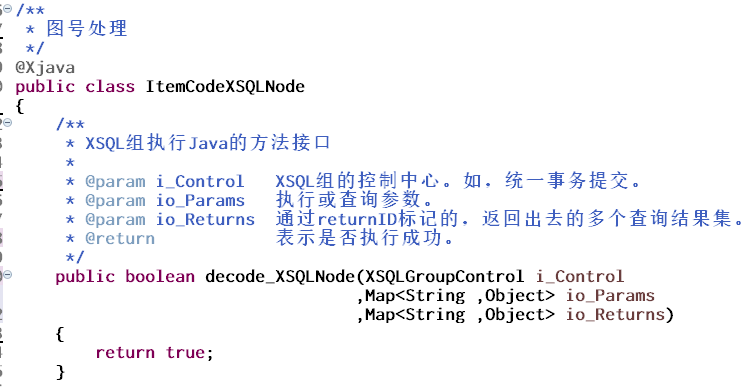 /**
 * 图号处理
 */
@Xjava
public class ItemCodeXSQLNode
{
    /**
     * XSQL组执行Java的方法接口
     *
     * @param i_Control   XSQL组的控制中心。如，统一事务提交。
     * @param io_Params   执行或查询参数。
     * @param io_Returns  通过returnID标记的，返回出去的多个查询结果集。
     * @return            表示是否执行成功。
     */
    public boolean decode_XSQLNode(XSQLGroupControl i_Control
                                  ,Map<String ,Object> io_Params
                                  ,Map<String ,Object> io_Returns)
    {
        return true;
    }